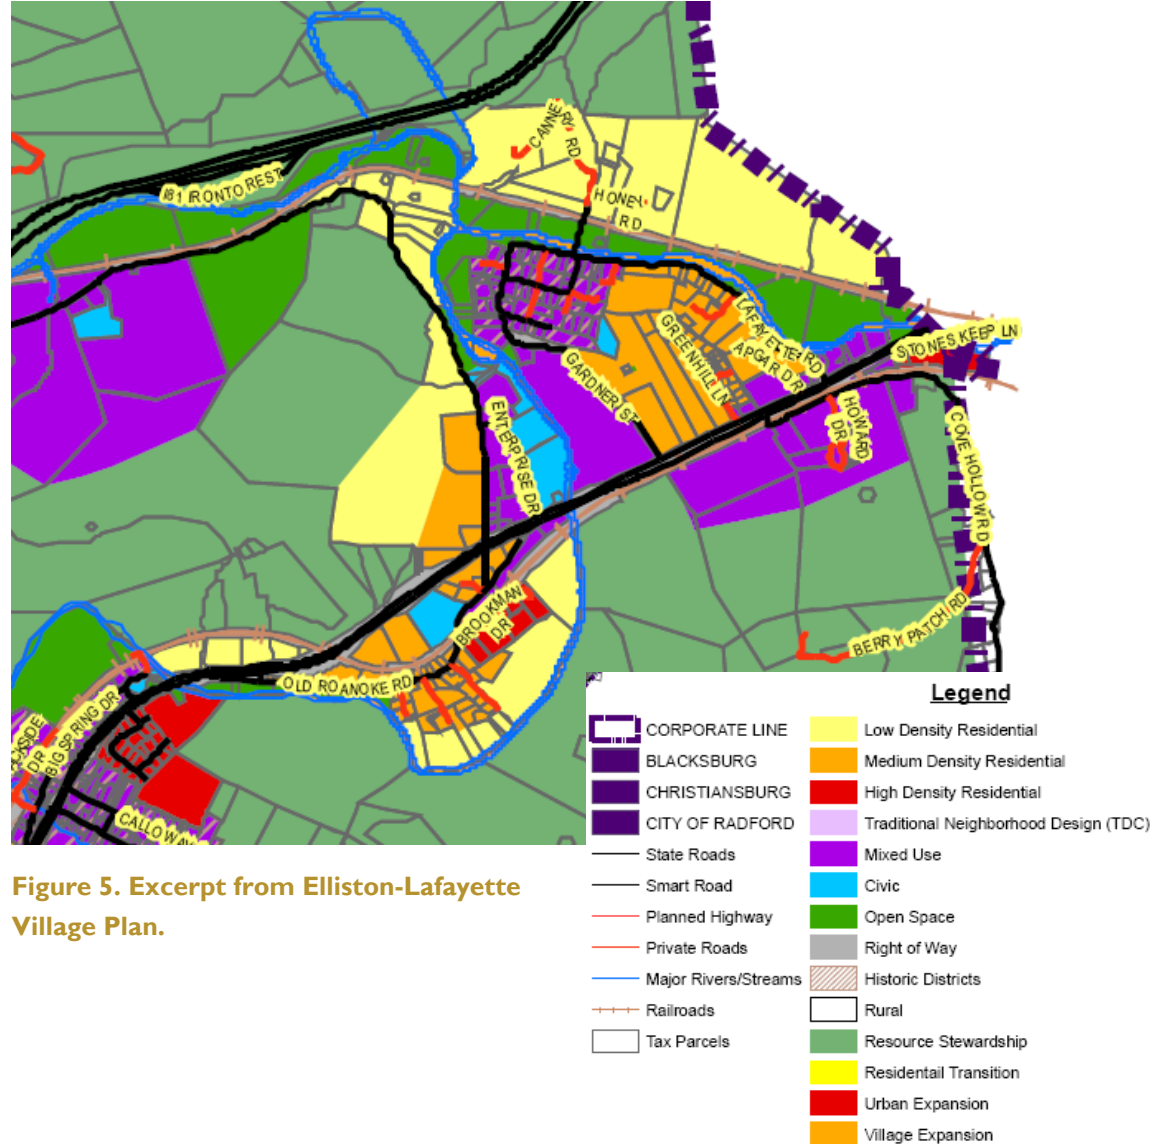 CANNERY RD
I81 IRONTO REST
HONEY RD
LAFAYETTE RD
STONES KEEP LN
GREENHILL LN
APGAR DR
GARDNER ST
ENTERPRISE DR
HOWARD DR
COVE HOLLOW RD
BROOKMAN DR
BERRY PATCH RD
OLD ROANOKE RD
BIG SPRING DR
DR
CALLOWAY
Legend
CORPORATE LINE
BLACKSBURG
CHRISTIANSBURG
CITY OF RADFORD
State Roads
Smart Road
Planned Highway
Private Roads
Major Rivers/Streams
Railroads
Tax Parcels
Low Density Residential
Medium Density Residential
High Density Residential
Traditional Neighborhood Design (TDC)
Mixed Use
Civic
Open Space
Right of Way
Historic Districts
Rural
Resource Stewardship
Residentail Transition
Urban Expansion
Village Expansion
Figure 5. Excerpt from Elliston-Lafayette
Village Plan.